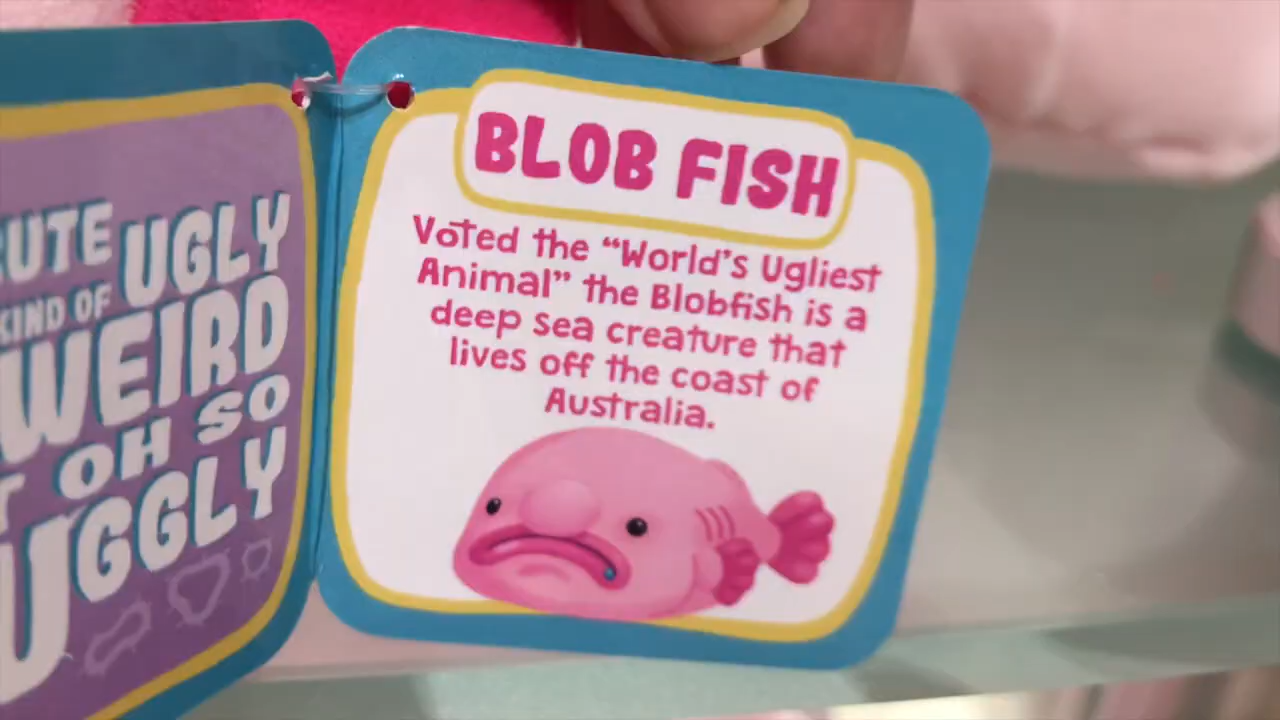 CUTE
KIND OF UGLY
WEIRD
OH SO
UGGLY
BLOB FISH
Voted the “World's Ugliest
Animal” the Blobfish is a
deep sea creature that
lives off the coast of
Australia.